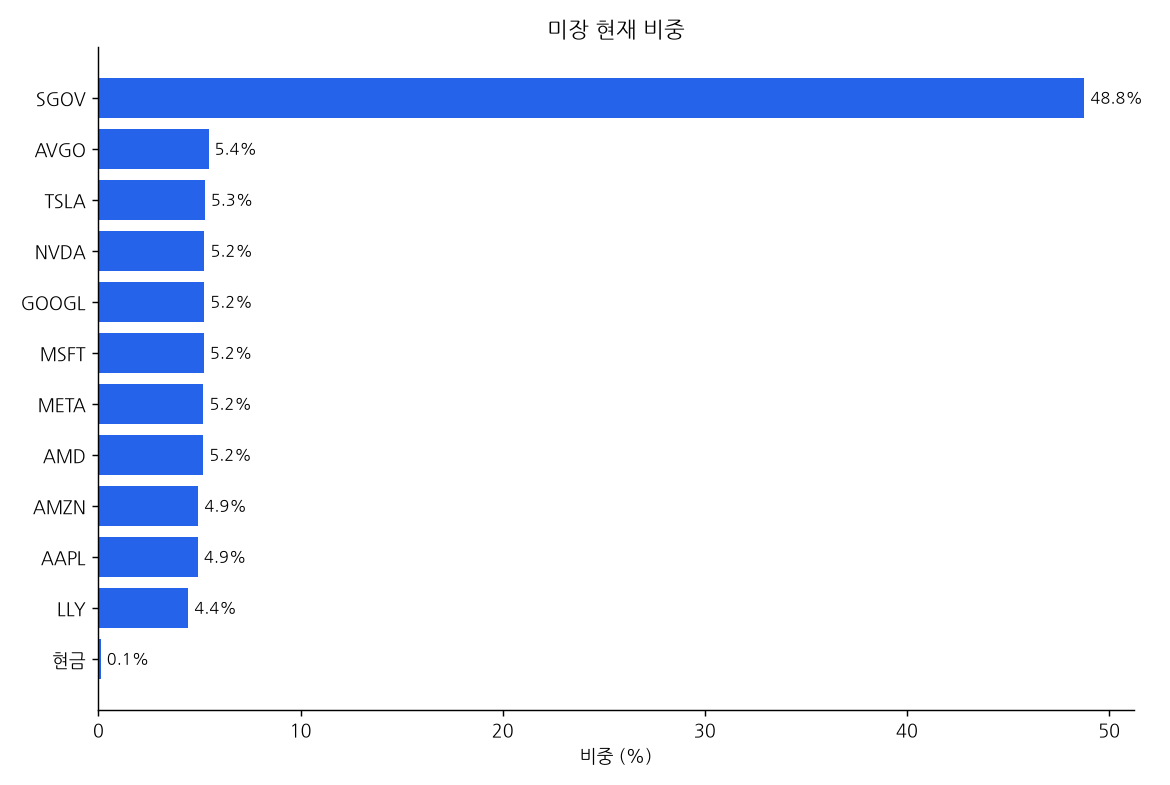 미장 현재 비중
SGOV 48.8%
AVGO 5.4%
TSLA 5.3%
NVDA 5.2%
GOOGL 5.2%
MSFT 5.2%
META 5.2%
AMD 5.2%
AMZN 4.9%
AAPL 4.9%
LLY 4.4%
현금 0.1%
0 10 20 30 40 50
비중 (%)